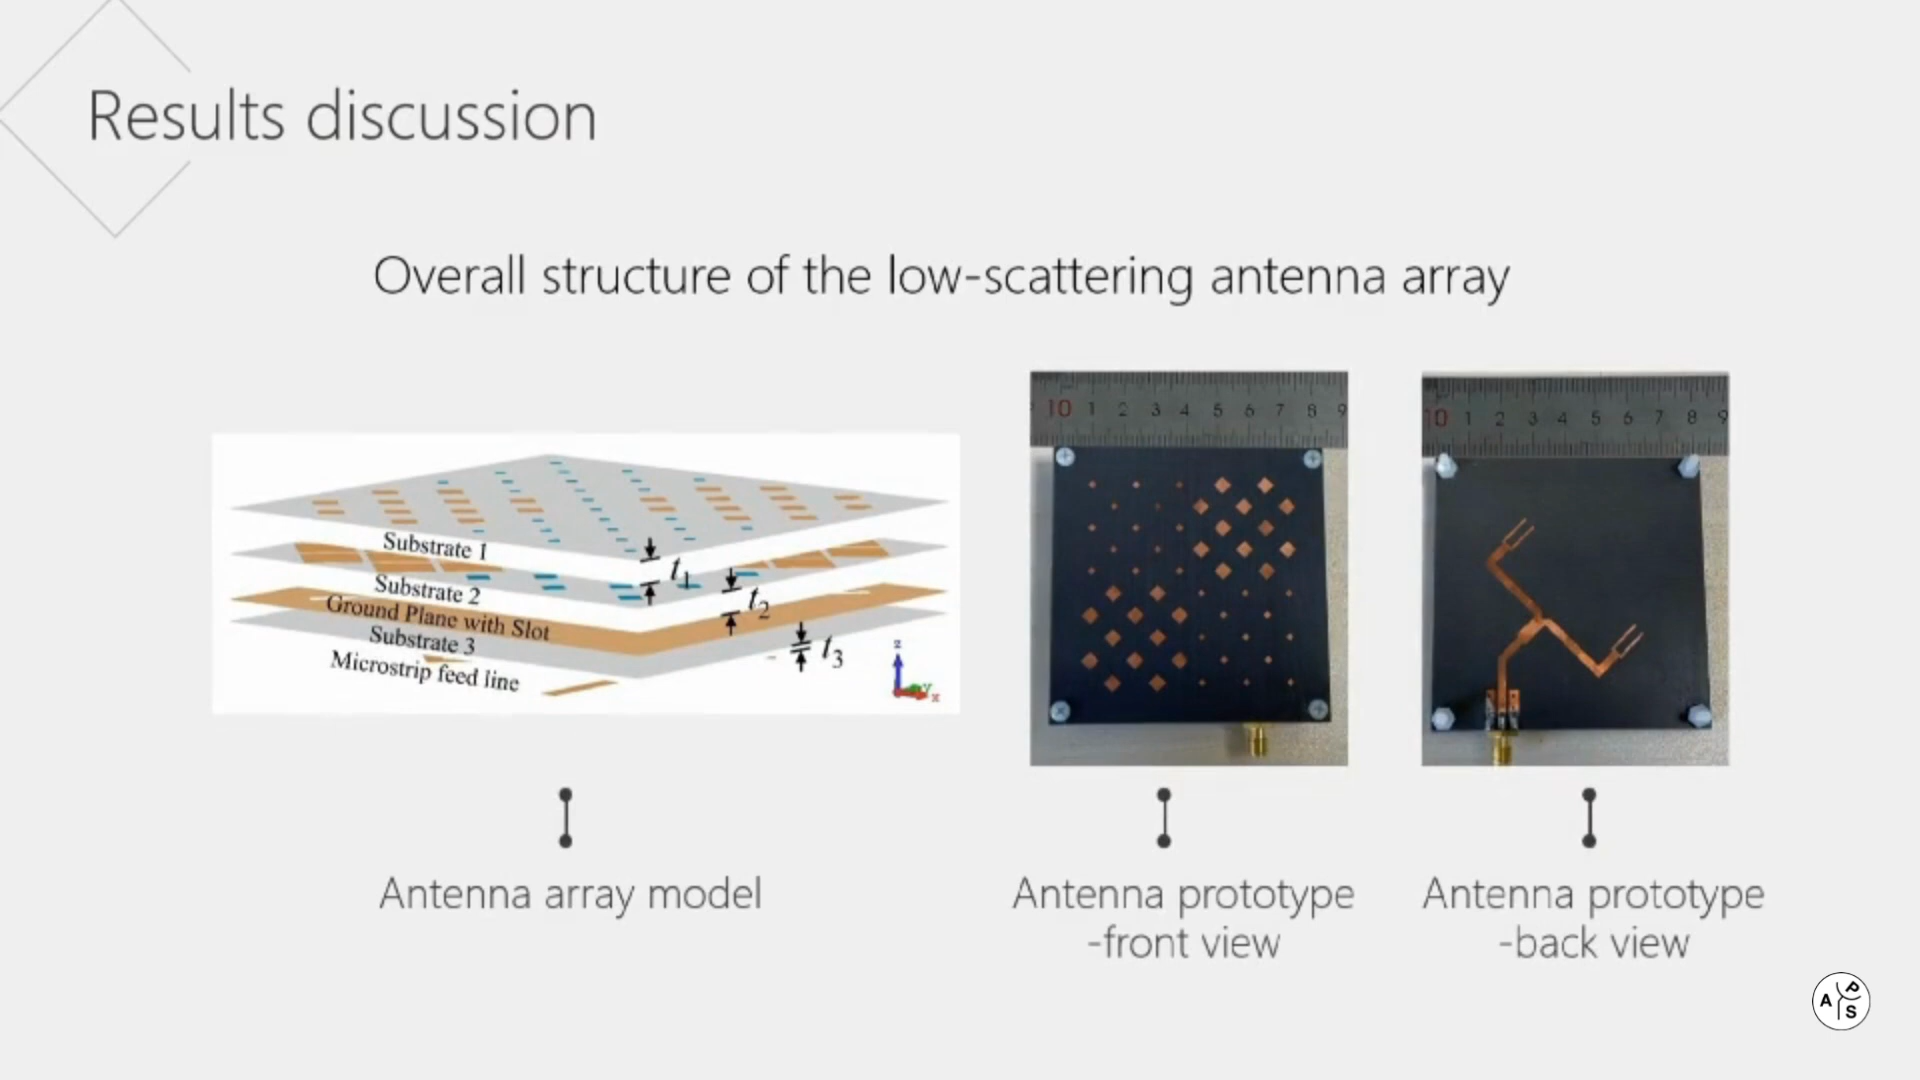 Results discussion
Overall structure of the low-scattering antenna array
Substrate 1
t1
Substrate 2
t2
Ground Plane with Slot
Substrate 3
t3
Microstrip feed line
z
Y
x
10 1 2 3 4 5 6 7 8 9
10 1 2 3 4 5 6 7 8 9
Antenna array model
Antenna prototype
-front view
Antenna prototype
-back view
A P S